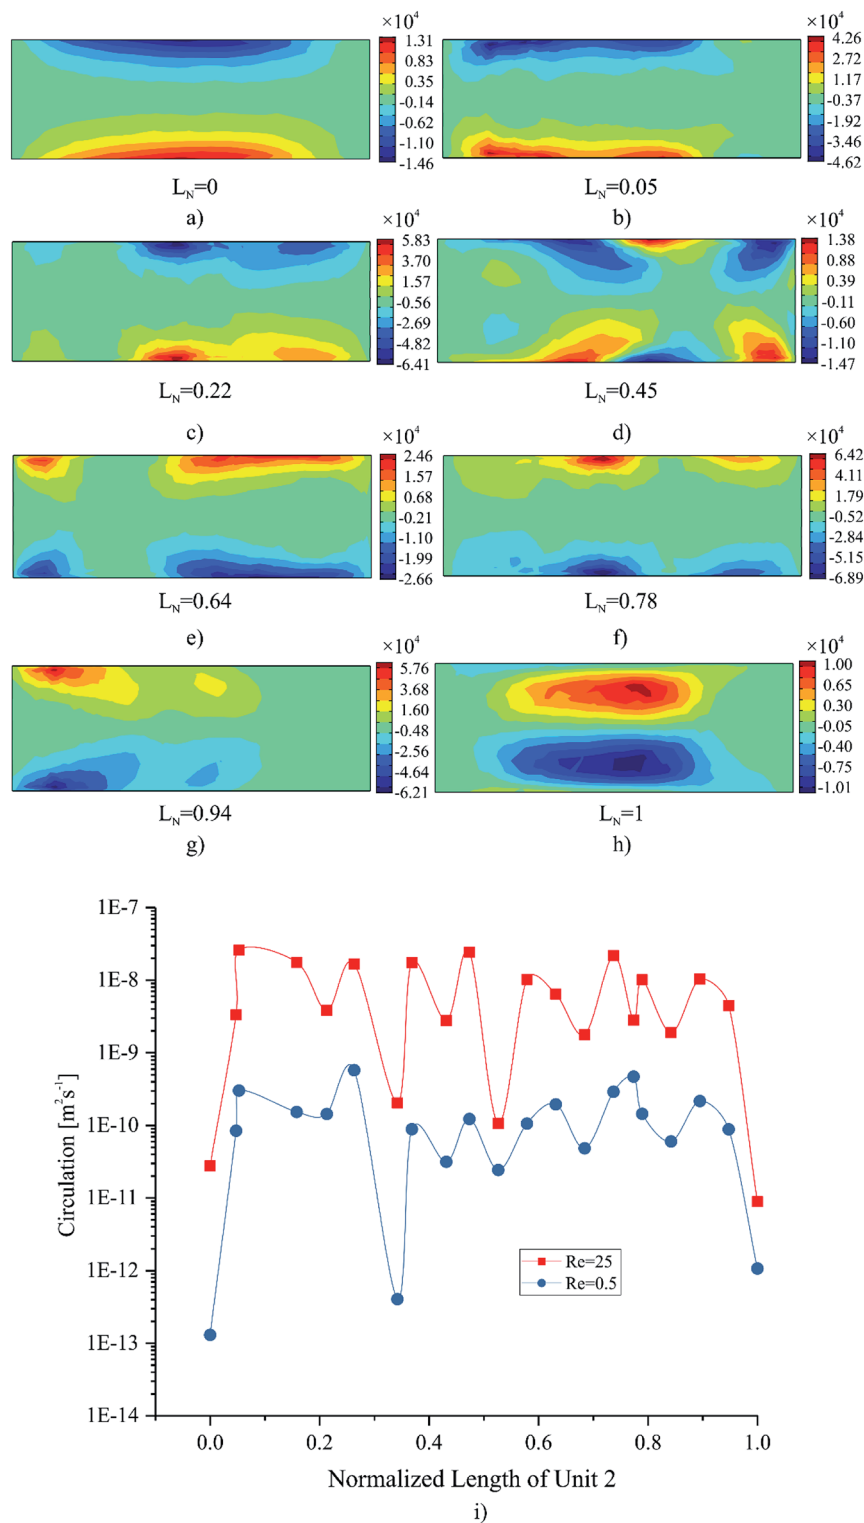 ×10⁴
1.31
0.83
0.35
-0.14
-0.62
-1.10
-1.46
L_N=0
a)
×10⁴
4.26
2.72
1.17
-0.37
-1.92
-3.46
-4.62
L_N=0.05
b)
×10⁴
5.83
3.70
1.57
-0.56
-2.69
-4.82
-6.41
L_N=0.22
c)
×10⁴
1.38
0.88
0.39
-0.11
-0.60
-1.10
-1.47
L_N=0.45
d)
×10⁴
2.46
1.57
0.68
-0.21
-1.10
-1.99
-2.66
L_N=0.64
e)
×10⁴
6.42
4.11
1.79
-0.52
-2.84
-5.15
-6.89
L_N=0.78
f)
×10⁴
5.76
3.68
1.60
-0.48
-2.56
-4.64
-6.21
L_N=0.94
g)
×10⁴
1.00
0.65
0.30
-0.05
-0.40
-0.75
-1.01
L_N=1
h)
1E-7
1E-8
1E-9
1E-10
1E-11
1E-12
1E-13
1E-14
Circulation [m²s⁻¹]
Re=25
Re=0.5
0.0 0.2 0.4 0.6 0.8 1.0
Normalized Length of Unit 2
i)